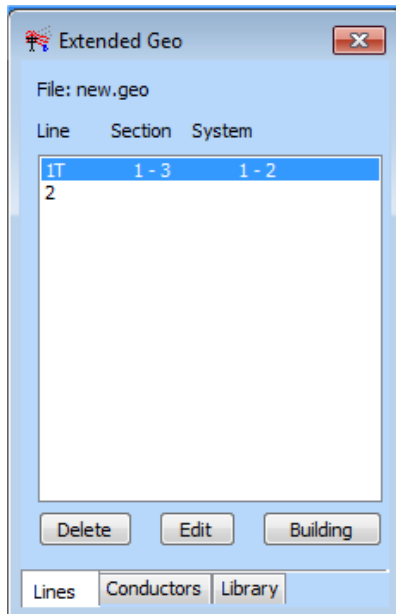 Extended Geo
File: new.geo
Line Section System
1T 1 - 3 1 - 2
2
Delete Edit Building
Lines Conductors Library